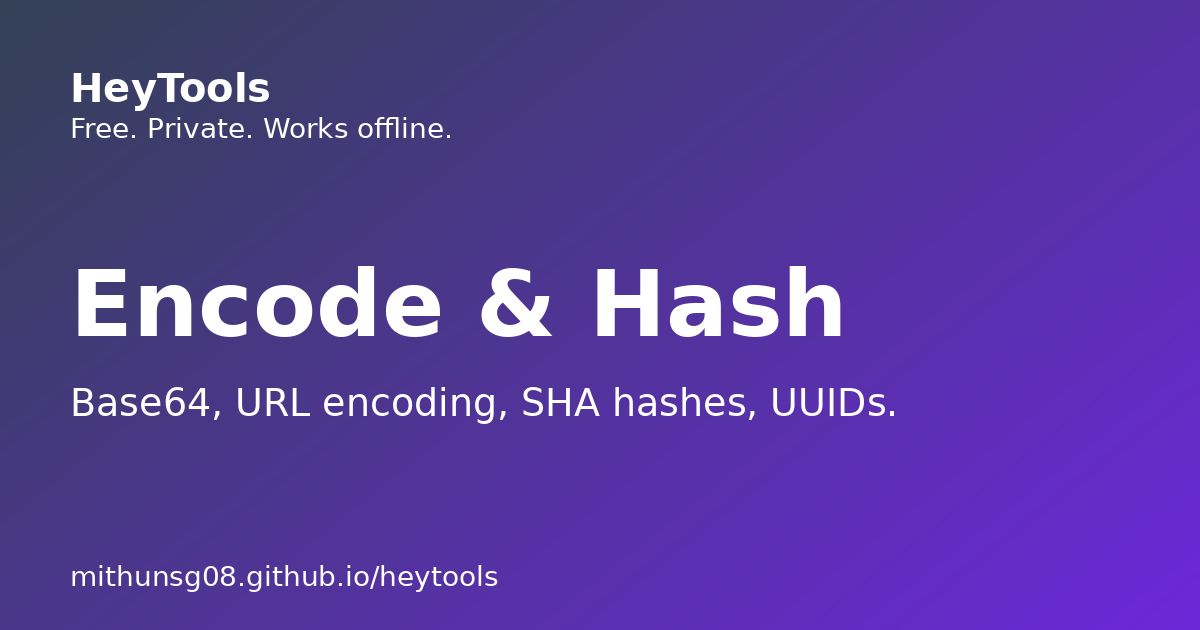 HeyTools
Free. Private. Works offline.
Encode & Hash
Base64, URL encoding, SHA hashes, UUIDs.
mithunsg08.github.io/heytools